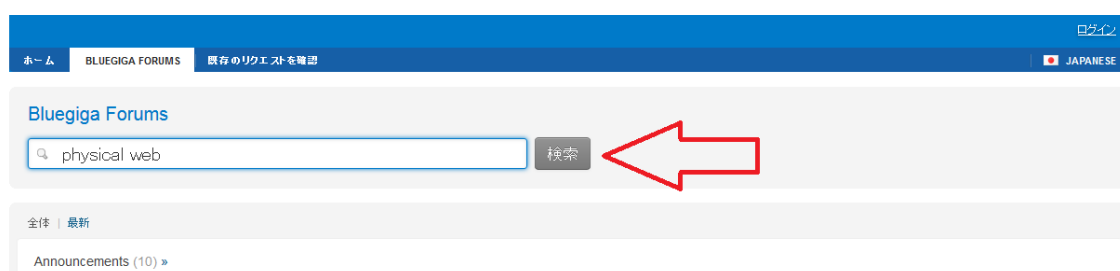 ログイン
ホーム BLUEGIGA FORUMS 既存のリクエストを確認 JAPANESE
Bluegiga Forums
physical web 検索
全体 | 最新
Announcements (10) »